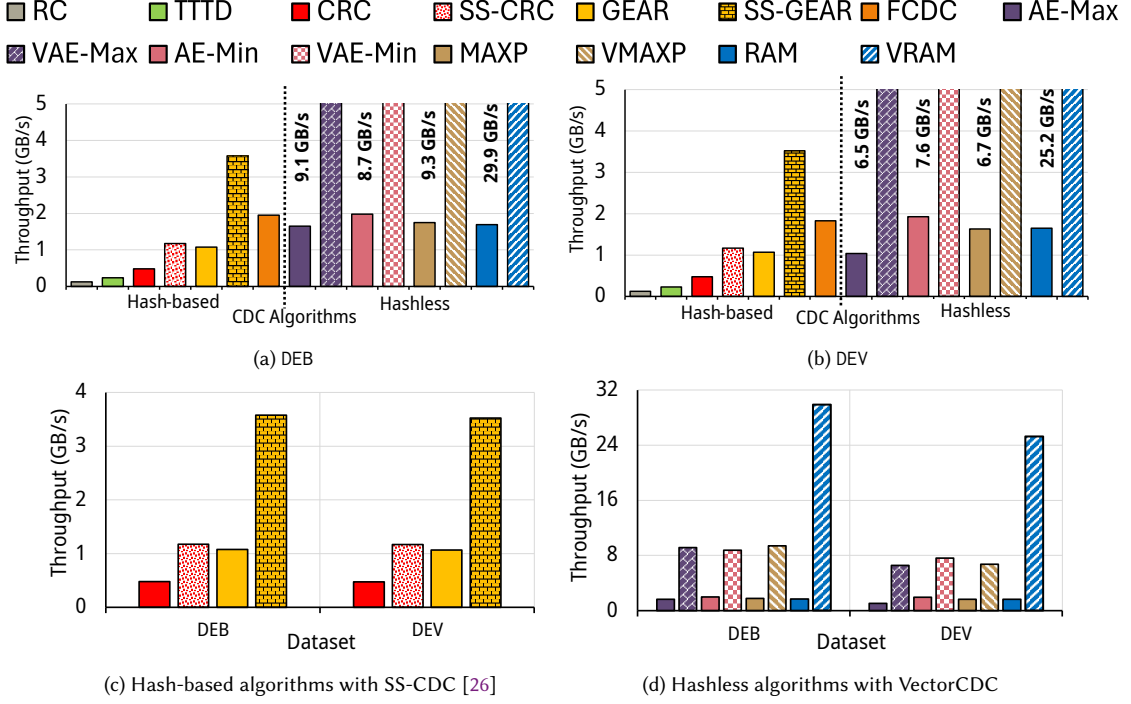 RC TTTD CRC SS-CRC GEAR SS-GEAR FCDC AE-Max
VAE-Max AE-Min VAE-Min MAXP VMAXP RAM VRAM
Throughput (GB/s)
5
4
3
2
1
0
9.1 GB/s
8.7 GB/s
9.3 GB/s
29.9 GB/s
Hash-based
Hashless
CDC Algorithms
(a) DEB
Throughput (GB/s)
5
4
3
2
1
0
6.5 GB/s
7.6 GB/s
6.7 GB/s
25.2 GB/s
Hash-based
Hashless
CDC Algorithms
(b) DEV
Throughput (GB/s)
4
3
2
1
0
DEB
DEV
Dataset
(c) Hash-based algorithms with SS-CDC [26]
Throughput (GB/s)
32
24
16
8
0
DEB
DEV
Dataset
(d) Hashless algorithms with VectorCDC